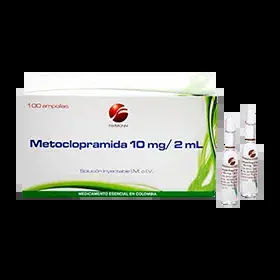 100 ampollas
Metoclopramida 10 mg/ 2 mL
Solución Inyectable I.M. o I.V.
MEDICAMENTO ESENCIAL EN COLOMBIA